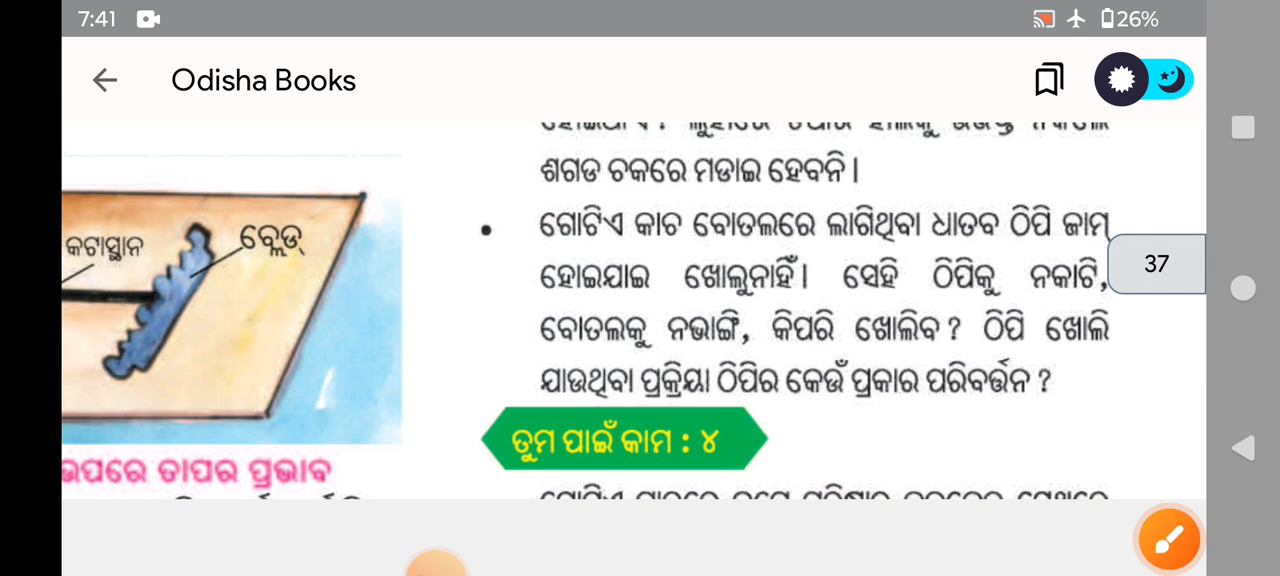 7:41
26%
Odisha Books
ଶଗଡ ଚକରେ ମଡାଇ ହେବନି।
• ଗୋଟିଏ କାଚ ବୋତଲରେ ଲାଗିଥିବା ଧାତବ ଠିପି ଜାମ୍
ହୋଇଯାଇ ଖୋଲୁନାହିଁ। ସେହି ଠିପିକୁ ନକାଟି,
ବୋତଲକୁ ନଭାଙ୍ଗି, କିପରି ଖୋଲିବ? ଠିପି ଖୋଲି
ଯାଉଥିବା ପ୍ରକ୍ରିୟା ଠିପିର କେଉଁ ପ୍ରକାର ପରିବର୍ତ୍ତନ?
37
କଟାସ୍ଥାନ
ବ୍ଲେଡ୍
ଉପରେ ତାପର ପ୍ରଭାବ
ତୁମ ପାଇଁ କାମ : ୪